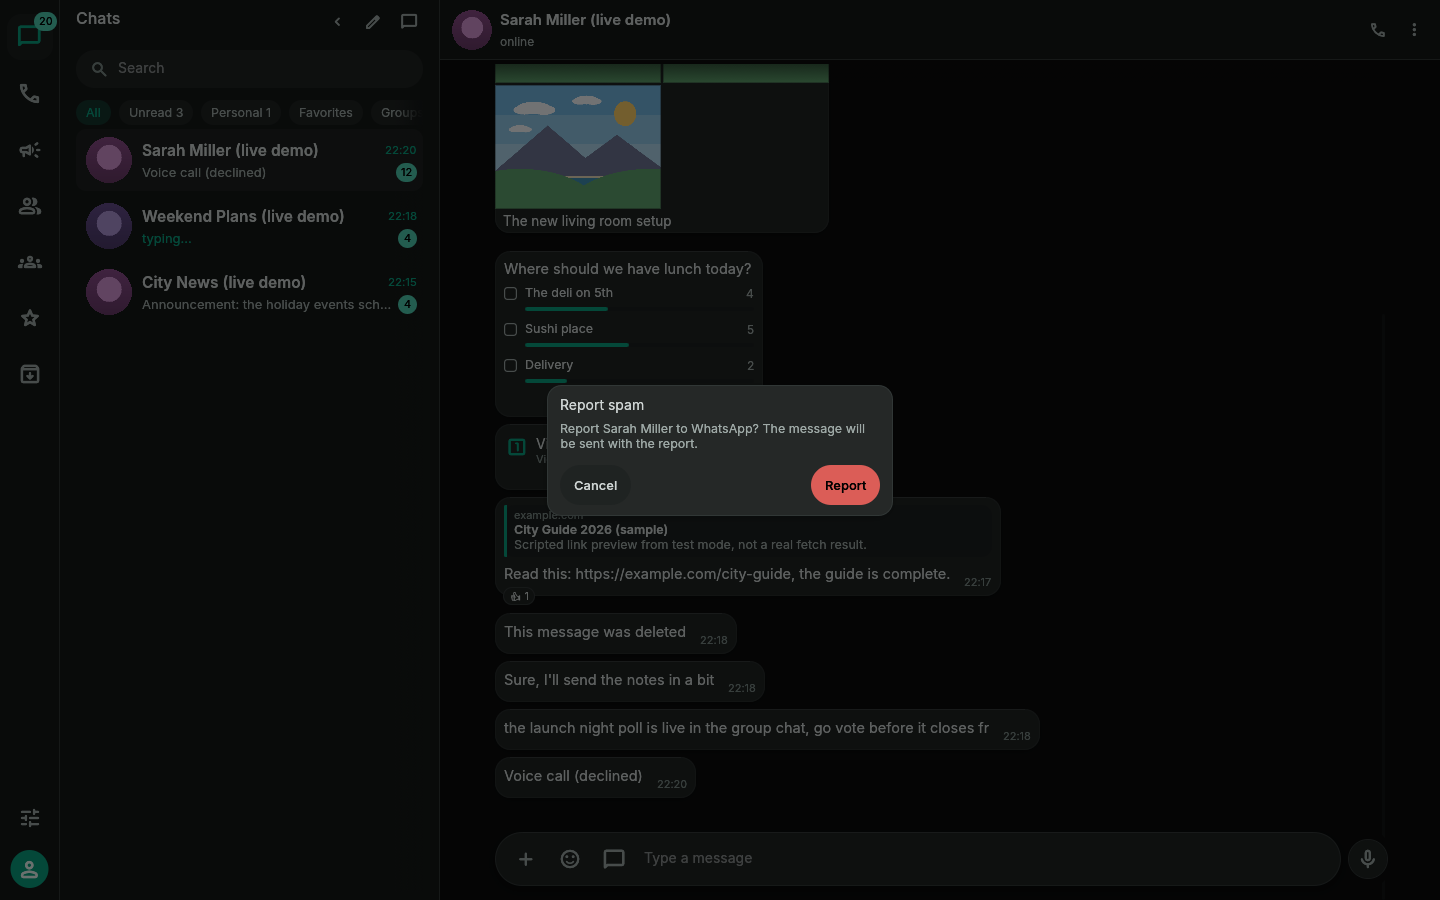 20
Chats
Search
All
Unread 3
Personal 1
Favorites
Group
Sarah Miller (live demo)
22:20
Voice call (declined)
12
Weekend Plans (live demo)
22:18
typing...
4
City News (live demo)
22:15
Announcement: the holiday events sch...
4
Sarah Miller (live demo)
online
The new living room setup
Where should we have lunch today?
The deli on 5th
4
Sushi place
5
Delivery
2
Report spam
Report Sarah Miller to WhatsApp? The message will
be sent with the report.
Cancel
Report
example.com
City Guide 2026 (sample)
Scripted link preview from test mode, not a real fetch result.
Read this: https://example.com/city-guide, the guide is complete.
22:17
👍 1
This message was deleted
22:18
Sure, I'll send the notes in a bit
22:18
the launch night poll is live in the group chat, go vote before it closes fr
22:18
Voice call (declined)
22:20
Type a message